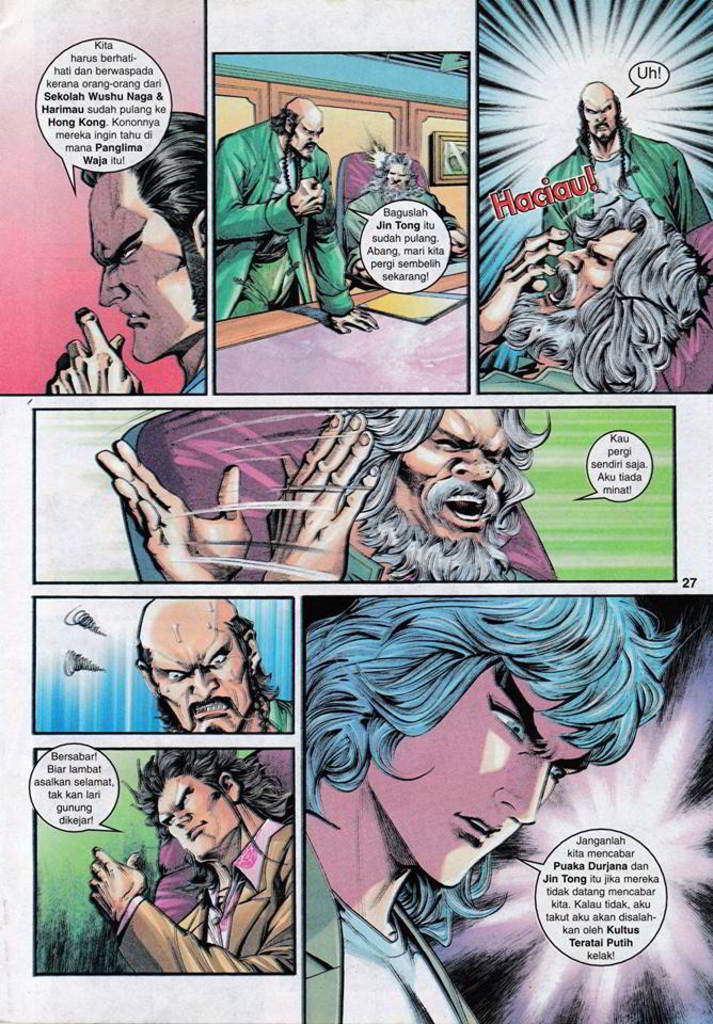 Kita
harus berhati-
hati dan berwaspada
kerana orang-orang dari
Sekolah Wushu Naga &
Harimau sudah pulang ke
Hong Kong. Kononnya
mereka ingin tahu di
mana Panglima
Waja itu!
Baguslah
Jin Tong itu
sudah pulang.
Abang, mari kita
pergi sembelih
sekarang!
Uh!
Haciau!
Kau
pergi
sendiri saja.
Aku tiada
minat!
27
Bersabar!
Biar lambat
asalkan selamat,
tak kan lari
gunung
dikejar!
Janganlah
kita mencabar
Puaka Durjana dan
Jin Tong itu jika mereka
tidak datang mencabar
kita. Kalau tidak, aku
takut aku akan disalah-
kan oleh Kultus
Teratai Putih
kelak!